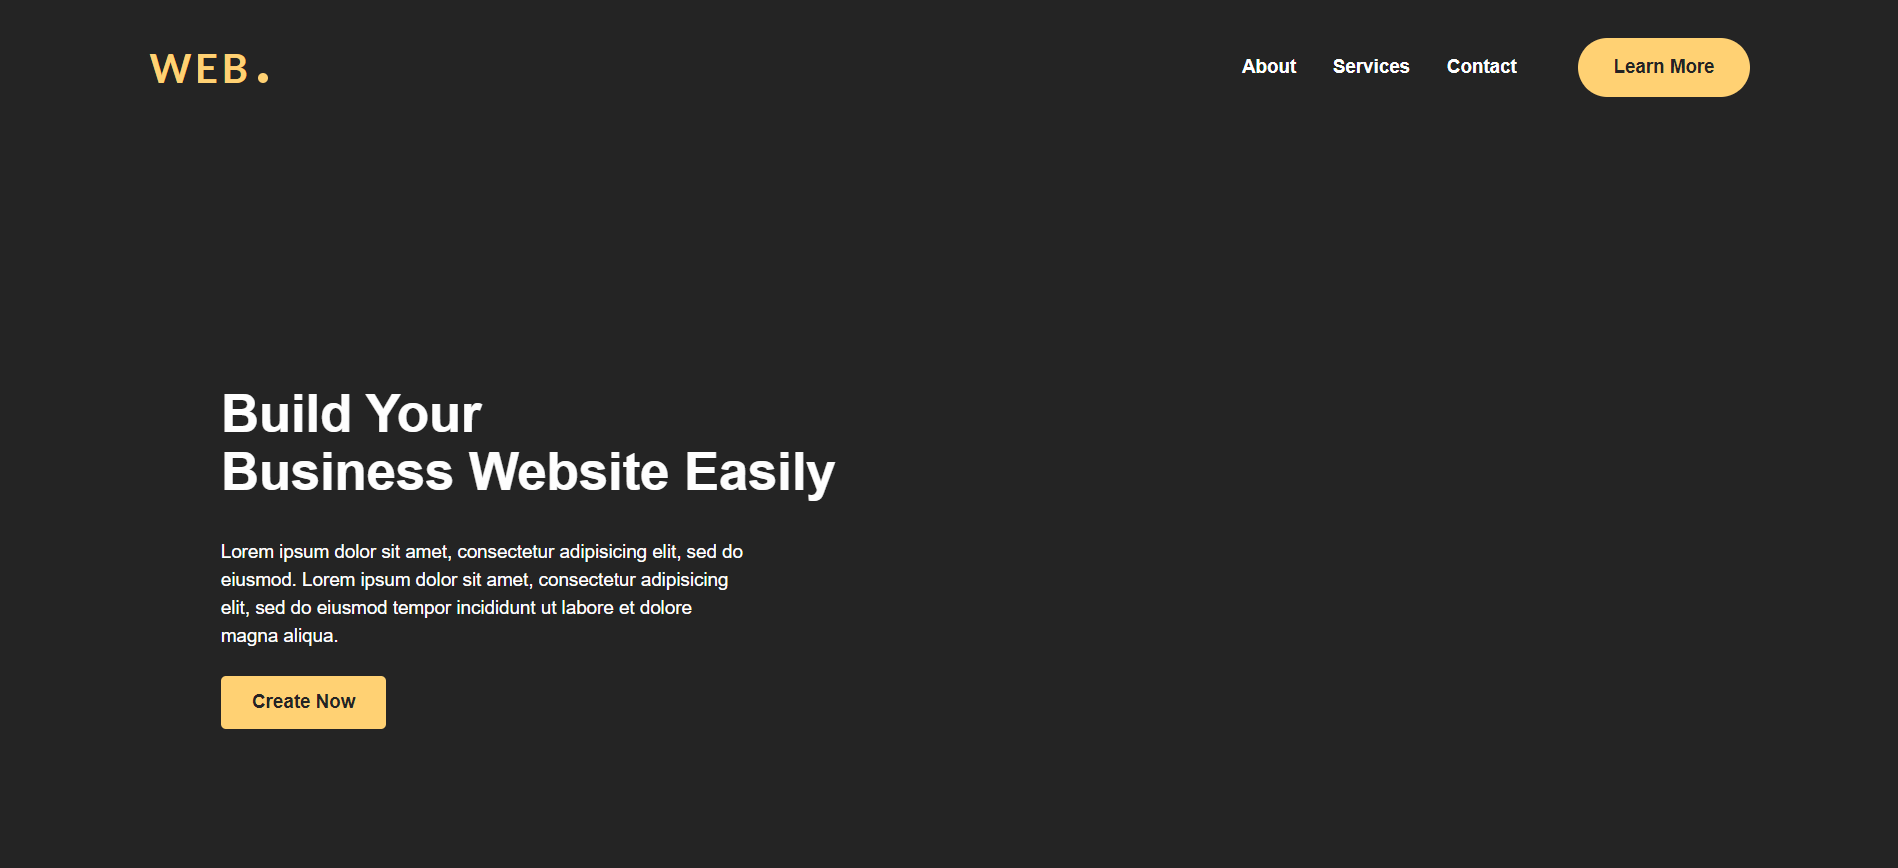 WEB.
About Services Contact Learn More
Build Your
Business Website Easily
Lorem ipsum dolor sit amet, consectetur adipisicing elit, sed do
eiusmod. Lorem ipsum dolor sit amet, consectetur adipisicing
elit, sed do eiusmod tempor incididunt ut labore et dolore
magna aliqua.
Create Now